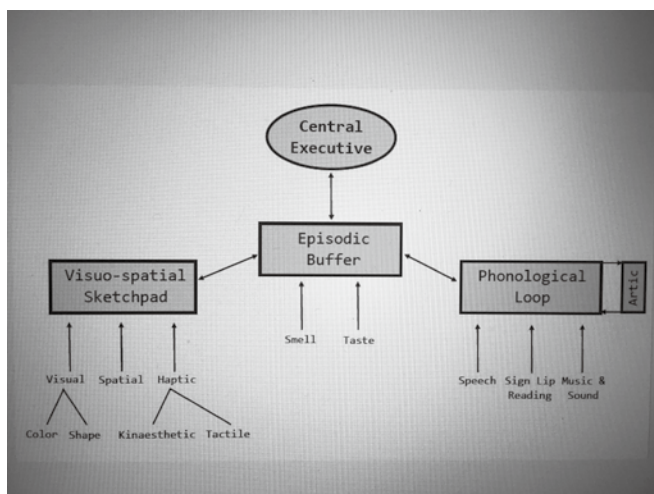 Central
Executive
Episodic
Buffer
Visuo-spatial
Sketchpad
Phonological
Loop
Artic
Smell
Taste
Visual
Spatial
Haptic
Speech
Sign Lip
Reading
Music &
Sound
Color
Shape
Kinaesthetic
Tactile